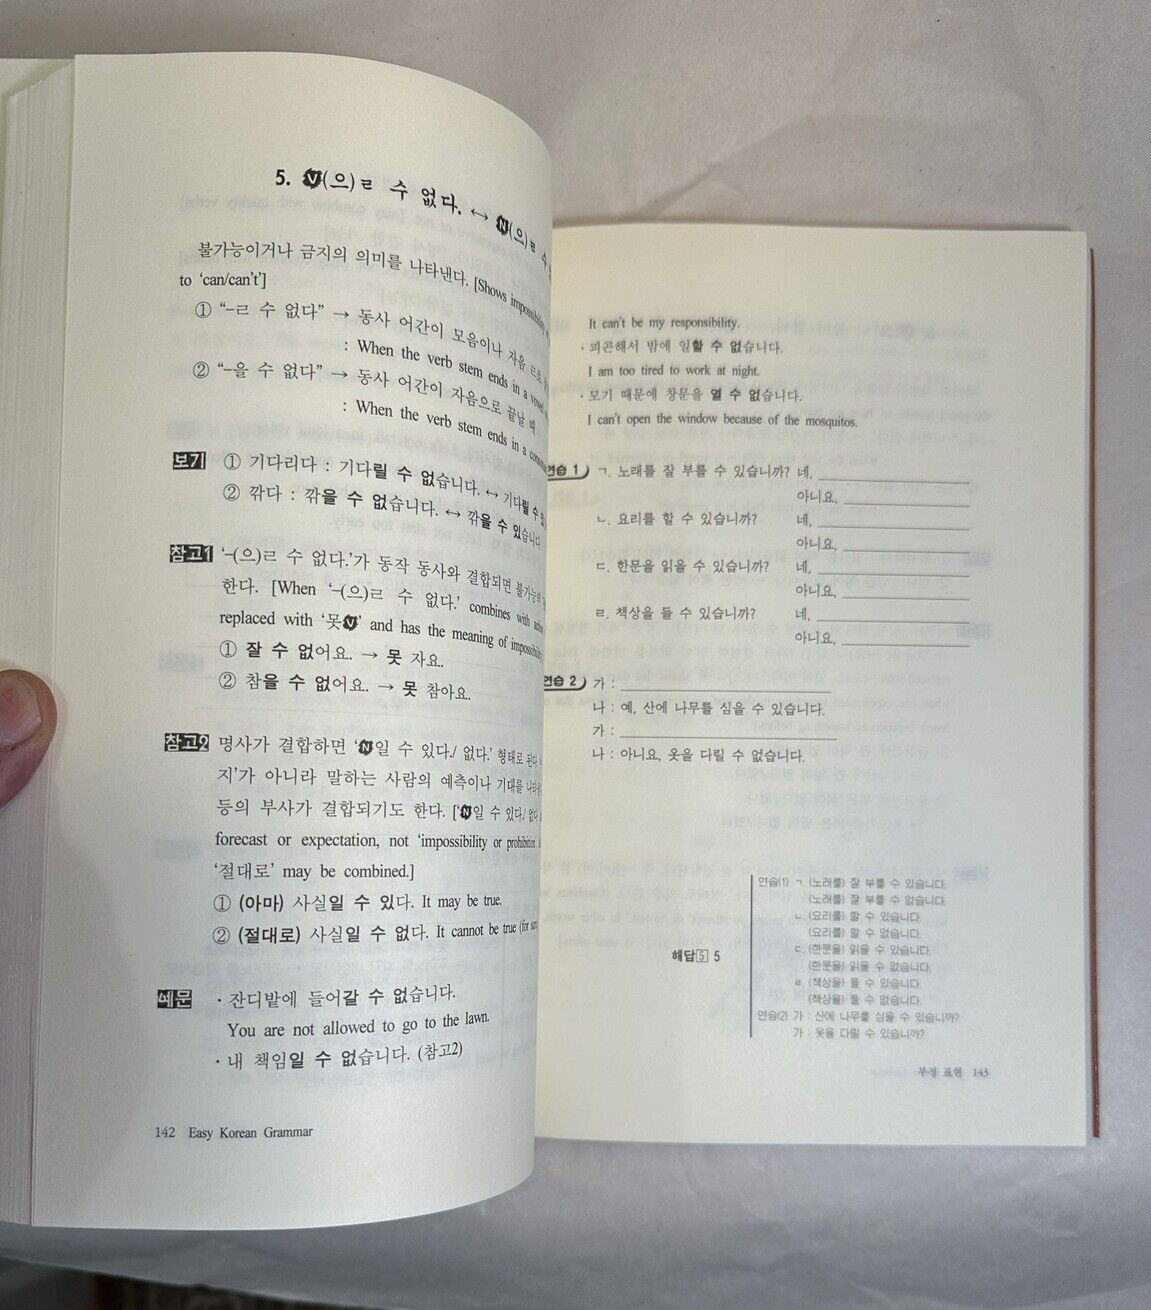 5. V(으)ㄹ 수 없다. ↔ N(으)ㄹ 수
불가능이거나 금지의 의미를 나타낸다. [Shows impossibility
to ‘can/can’t’]
① “-ㄹ 수 없다” → 동사 어간이 모음이나 자음 ㄹ로
: When the verb stem ends in a vowel
② “-을 수 없다” → 동사 어간이 자음으로 끝날 때
: When the verb stem ends in a
보기 ① 기다리다 : 기다릴 수 없습니다. ↔ 기다릴 수
② 깎다 : 깎을 수 없습니다. ↔ 깎을 수 있습니다.
참고1 ‘-(으)ㄹ 수 없다.’가 동작 동사와 결합되면 불가능의
한다. [When ‘-(으)ㄹ 수 없다.’ combines with
replaced with ‘못V’ and has the meaning of impossibility
① 잘 수 없어요. → 못 자요.
② 참을 수 없어요. → 못 참아요.
참고2 명사가 결합하면 ‘N일 수 있다./ 없다.’ 형태로 된다
지’가 아니라 말하는 사람의 예측이나 기대를
등의 부사가 결합되기도 한다. [‘N일 수 있다./ 없다
forecast or expectation, not ‘impossibility or prohibition
‘절대로’ may be combined.]
① (아마) 사실일 수 있다. It may be true.
② (절대로) 사실일 수 없다. It cannot be true (for
예문 · 잔디밭에 들어갈 수 없습니다.
You are not allowed to go to the lawn.
· 내 책임일 수 없습니다. (참고2)
142 Easy Korean Grammar
It can't be my responsibility.
· 피곤해서 밤에 일할 수 없습니다.
I am too tired to work at night.
· 모기 때문에 창문을 열 수 없습니다.
I can't open the window because of the mosquitos.
연습 1 ㄱ. 노래를 잘 부를 수 있습니까? 네,
아니요,
ㄴ. 요리를 할 수 있습니까? 네,
아니요,
ㄷ. 한문을 읽을 수 있습니까? 네,
아니요,
ㄹ. 책상을 들 수 있습니까? 네,
아니요,
연습 2 가 :
나 : 예, 산에 나무를 심을 수 있습니다.
가 :
나 : 아니요, 옷을 다릴 수 없습니다.
해답 5 5
연습(1) ㄱ. (노래를) 잘 부를 수 있습니다.
(노래를) 잘 부를 수 없습니다.
ㄴ. (요리를) 할 수 있습니다.
(요리를) 할 수 없습니다.
ㄷ. (한문을) 읽을 수 있습니다.
(한문을) 읽을 수 없습니다.
ㄹ (책상을) 들 수 있습니다.
(책상을) 들 수 없습니다.
연습(2) 가 : 산에 나무를 심을 수 있습니까?
가 : 옷을 다릴 수 있습니까?
부정 표현 143